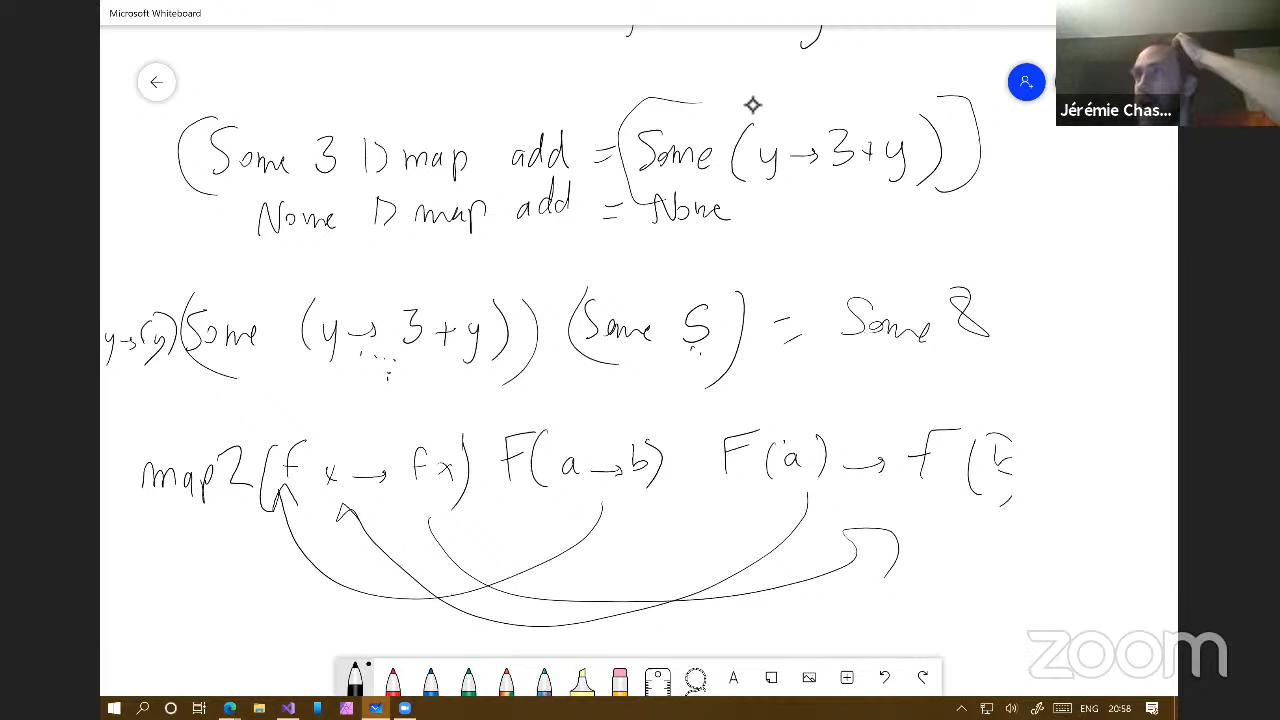 Microsoft Whiteboard
Jérémie Chas...
(Some 3 |> map add = [Some (y → 3+y)]
None |> map add = None
(Some (y → 3+y)) (Some 5) = Some 8
map2 (f x → f x) F(a → b) F(a) → F(b)
zoom
ENG 20:58